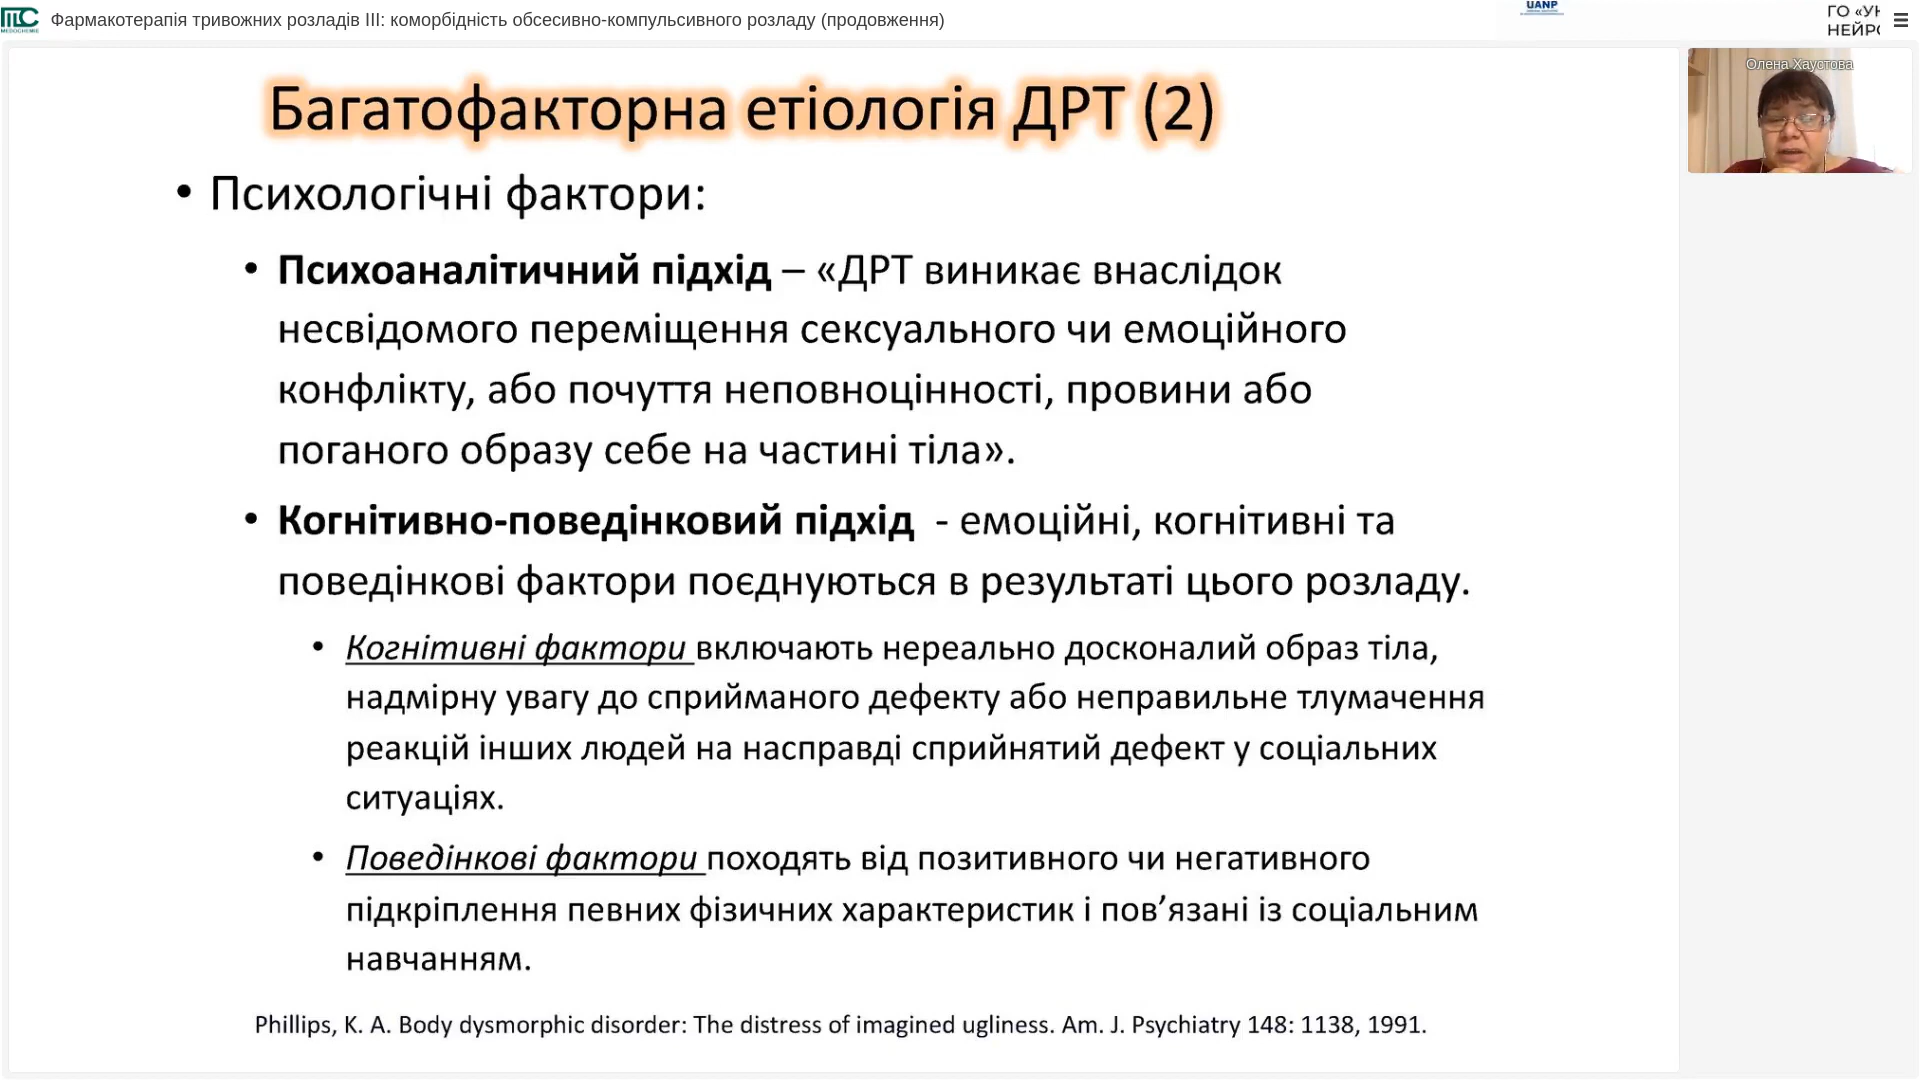 Фармакотерапія тривожних розладів III: коморбідність обсесивно-компульсивного розладу (продовження)
UANP
ГО «УН
НЕЙРО
MEDOCHEMIE
Олена Хаустова
Багатофакторна етіологія ДРТ (2)
• Психологічні фактори:
• Психоаналітичний підхід – «ДРТ виникає внаслідок
несвідомого переміщення сексуального чи емоційного
конфлікту, або почуття неповноцінності, провини або
поганого образу себе на частині тіла».
• Когнітивно-поведінковий підхід - емоційні, когнітивні та
поведінкові фактори поєднуються в результаті цього розладу.
• Когнітивні фактори включають нереально досконалий образ тіла,
надмірну увагу до сприйманого дефекту або неправильне тлумачення
реакцій інших людей на насправді сприйнятий дефект у соціальних
ситуаціях.
• Поведінкові фактори походять від позитивного чи негативного
підкріплення певних фізичних характеристик і пов’язані із соціальним
навчанням.
Phillips, K. A. Body dysmorphic disorder: The distress of imagined ugliness. Am. J. Psychiatry 148: 1138, 1991.